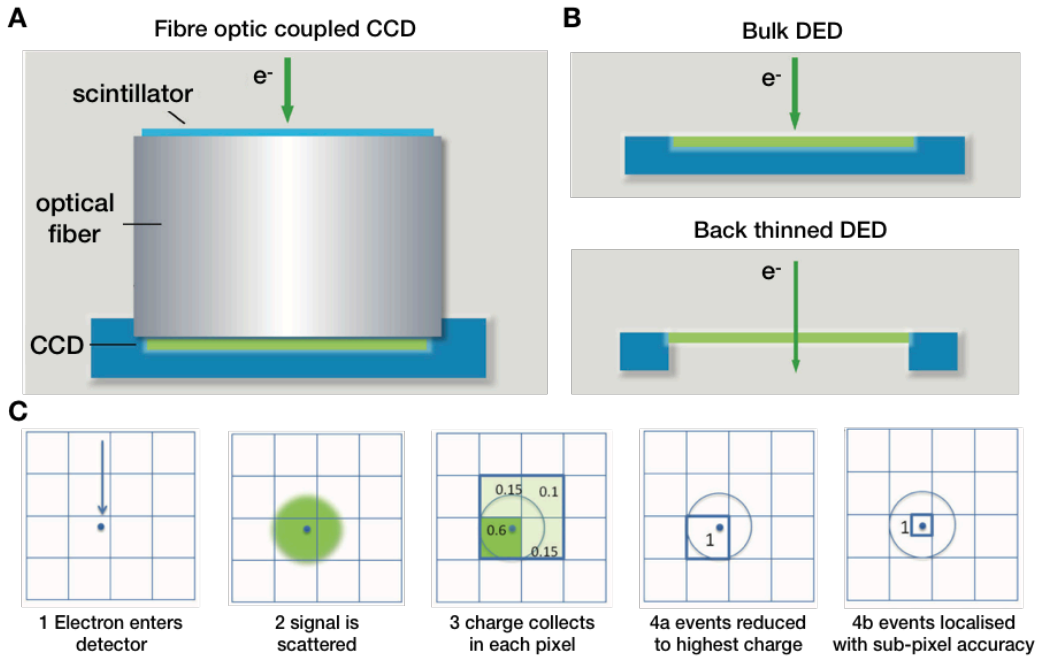 A
Fibre optic coupled CCD
e-
scintillator
optical
fiber
CCD
B
Bulk DED
e-
Back thinned DED
e-
C
0.15
0.1
0.6
0.15
1
1
1 Electron enters
detector
2 signal is
scattered
3 charge collects
in each pixel
4a events reduced
to highest charge
4b events localised
with sub-pixel accuracy